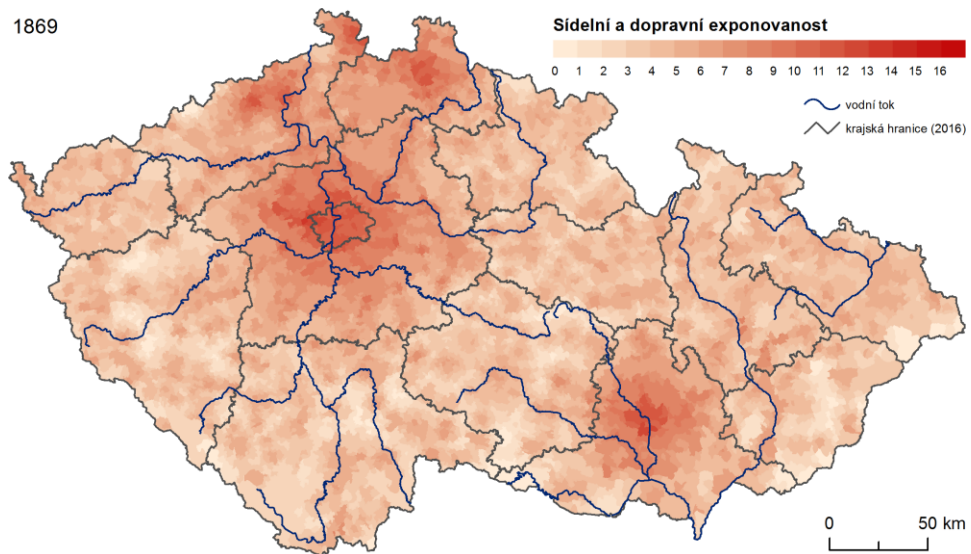 1869
Sídelní a dopravní exponovanost
0 1 2 3 4 5 6 7 8 9 10 11 12 13 14 15 16
vodní tok
krajská hranice (2016)
0 50 km